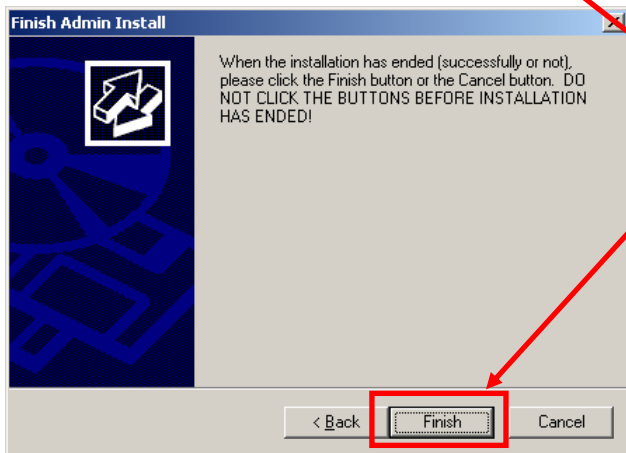 Finish Admin Install
When the installation has ended (successfully or not),
please click the Finish button or the Cancel button.  DO
NOT CLICK THE BUTTONS BEFORE INSTALLATION
HAS ENDED!
< Back
Finish
Cancel